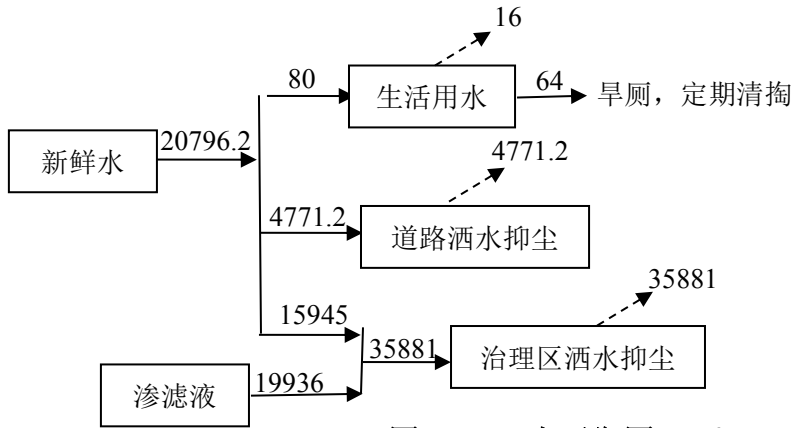 16
80
生活用水
64
旱厕，定期清掏
新鲜水
20796.2
4771.2
4771.2
道路洒水抑尘
35881
15945
35881
治理区洒水抑尘
渗滤液
19936